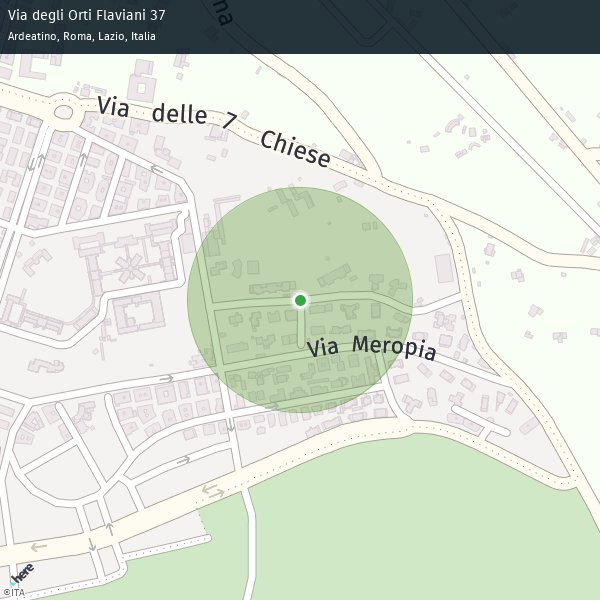 Via degli Orti Flaviani 37
Ardeatino, Roma, Lazio, Italia
na
Via delle 7 Chiese
Via Meropia
here
©ITA